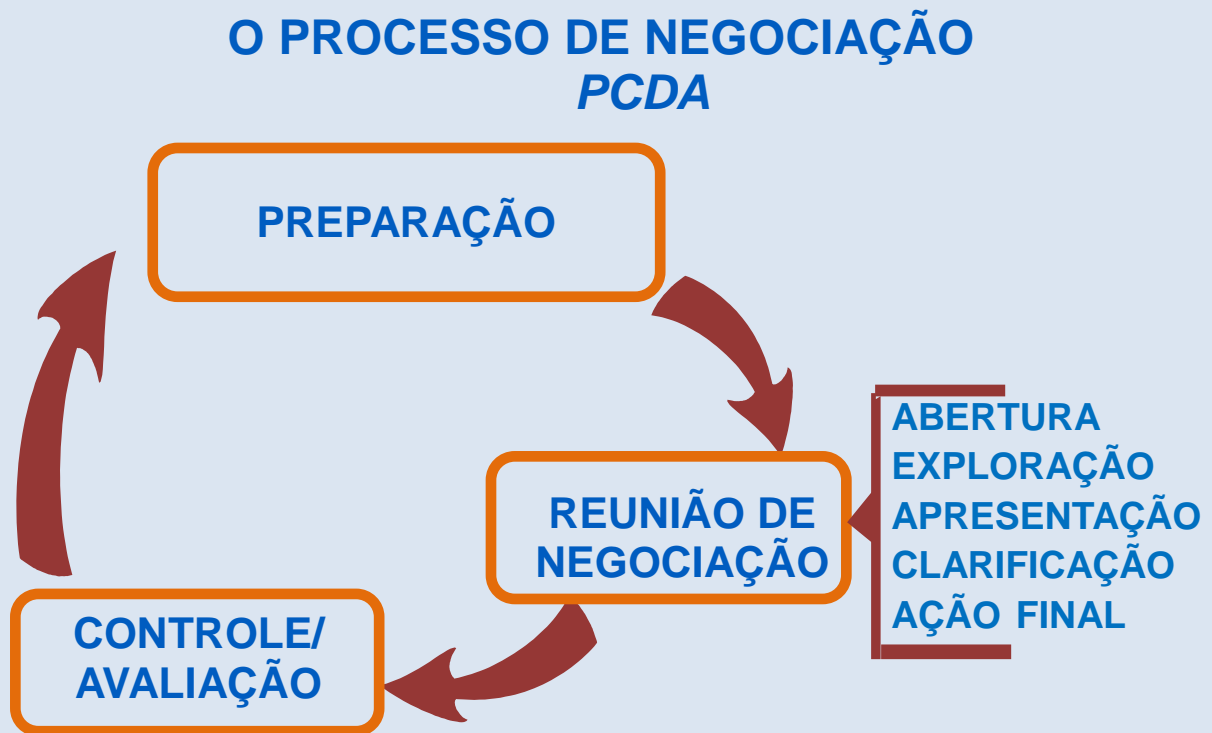 O PROCESSO DE NEGOCIAÇÃO
PCDA
PREPARAÇÃO
REUNIÃO DE
NEGOCIAÇÃO
ABERTURA
EXPLORAÇÃO
APRESENTAÇÃO
CLARIFICAÇÃO
AÇÃO FINAL
CONTROLE/
AVALIAÇÃO